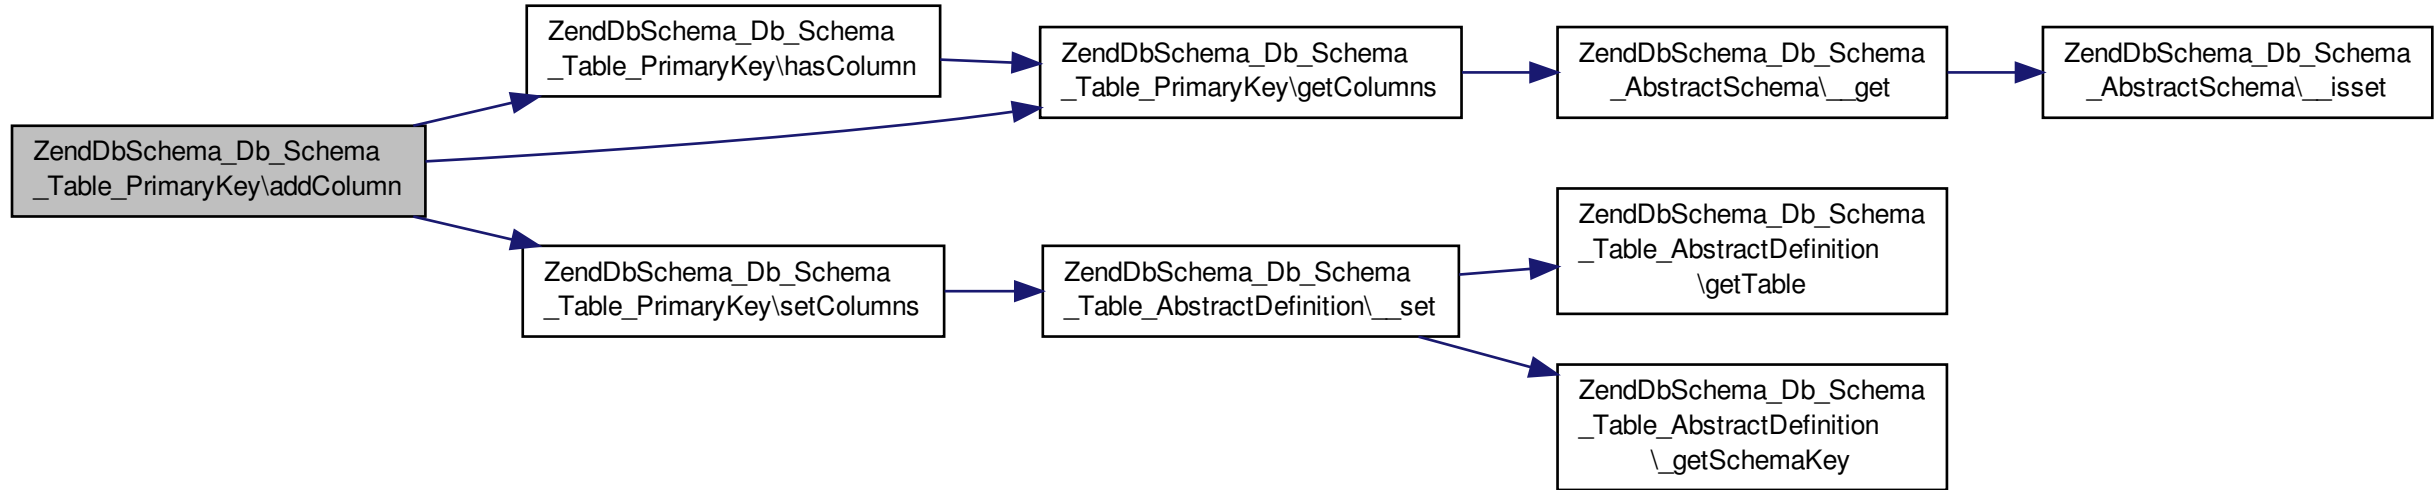 ZendDbSchema_Db_Schema
_Table_PrimaryKey\addColumn
ZendDbSchema_Db_Schema
_Table_PrimaryKey\hasColumn
ZendDbSchema_Db_Schema
_Table_PrimaryKey\getColumns
ZendDbSchema_Db_Schema
_AbstractSchema\__get
ZendDbSchema_Db_Schema
_AbstractSchema\__isset
ZendDbSchema_Db_Schema
_Table_PrimaryKey\setColumns
ZendDbSchema_Db_Schema
_Table_AbstractDefinition\__set
ZendDbSchema_Db_Schema
_Table_AbstractDefinition
\getTable
ZendDbSchema_Db_Schema
_Table_AbstractDefinition
\_getSchemaKey